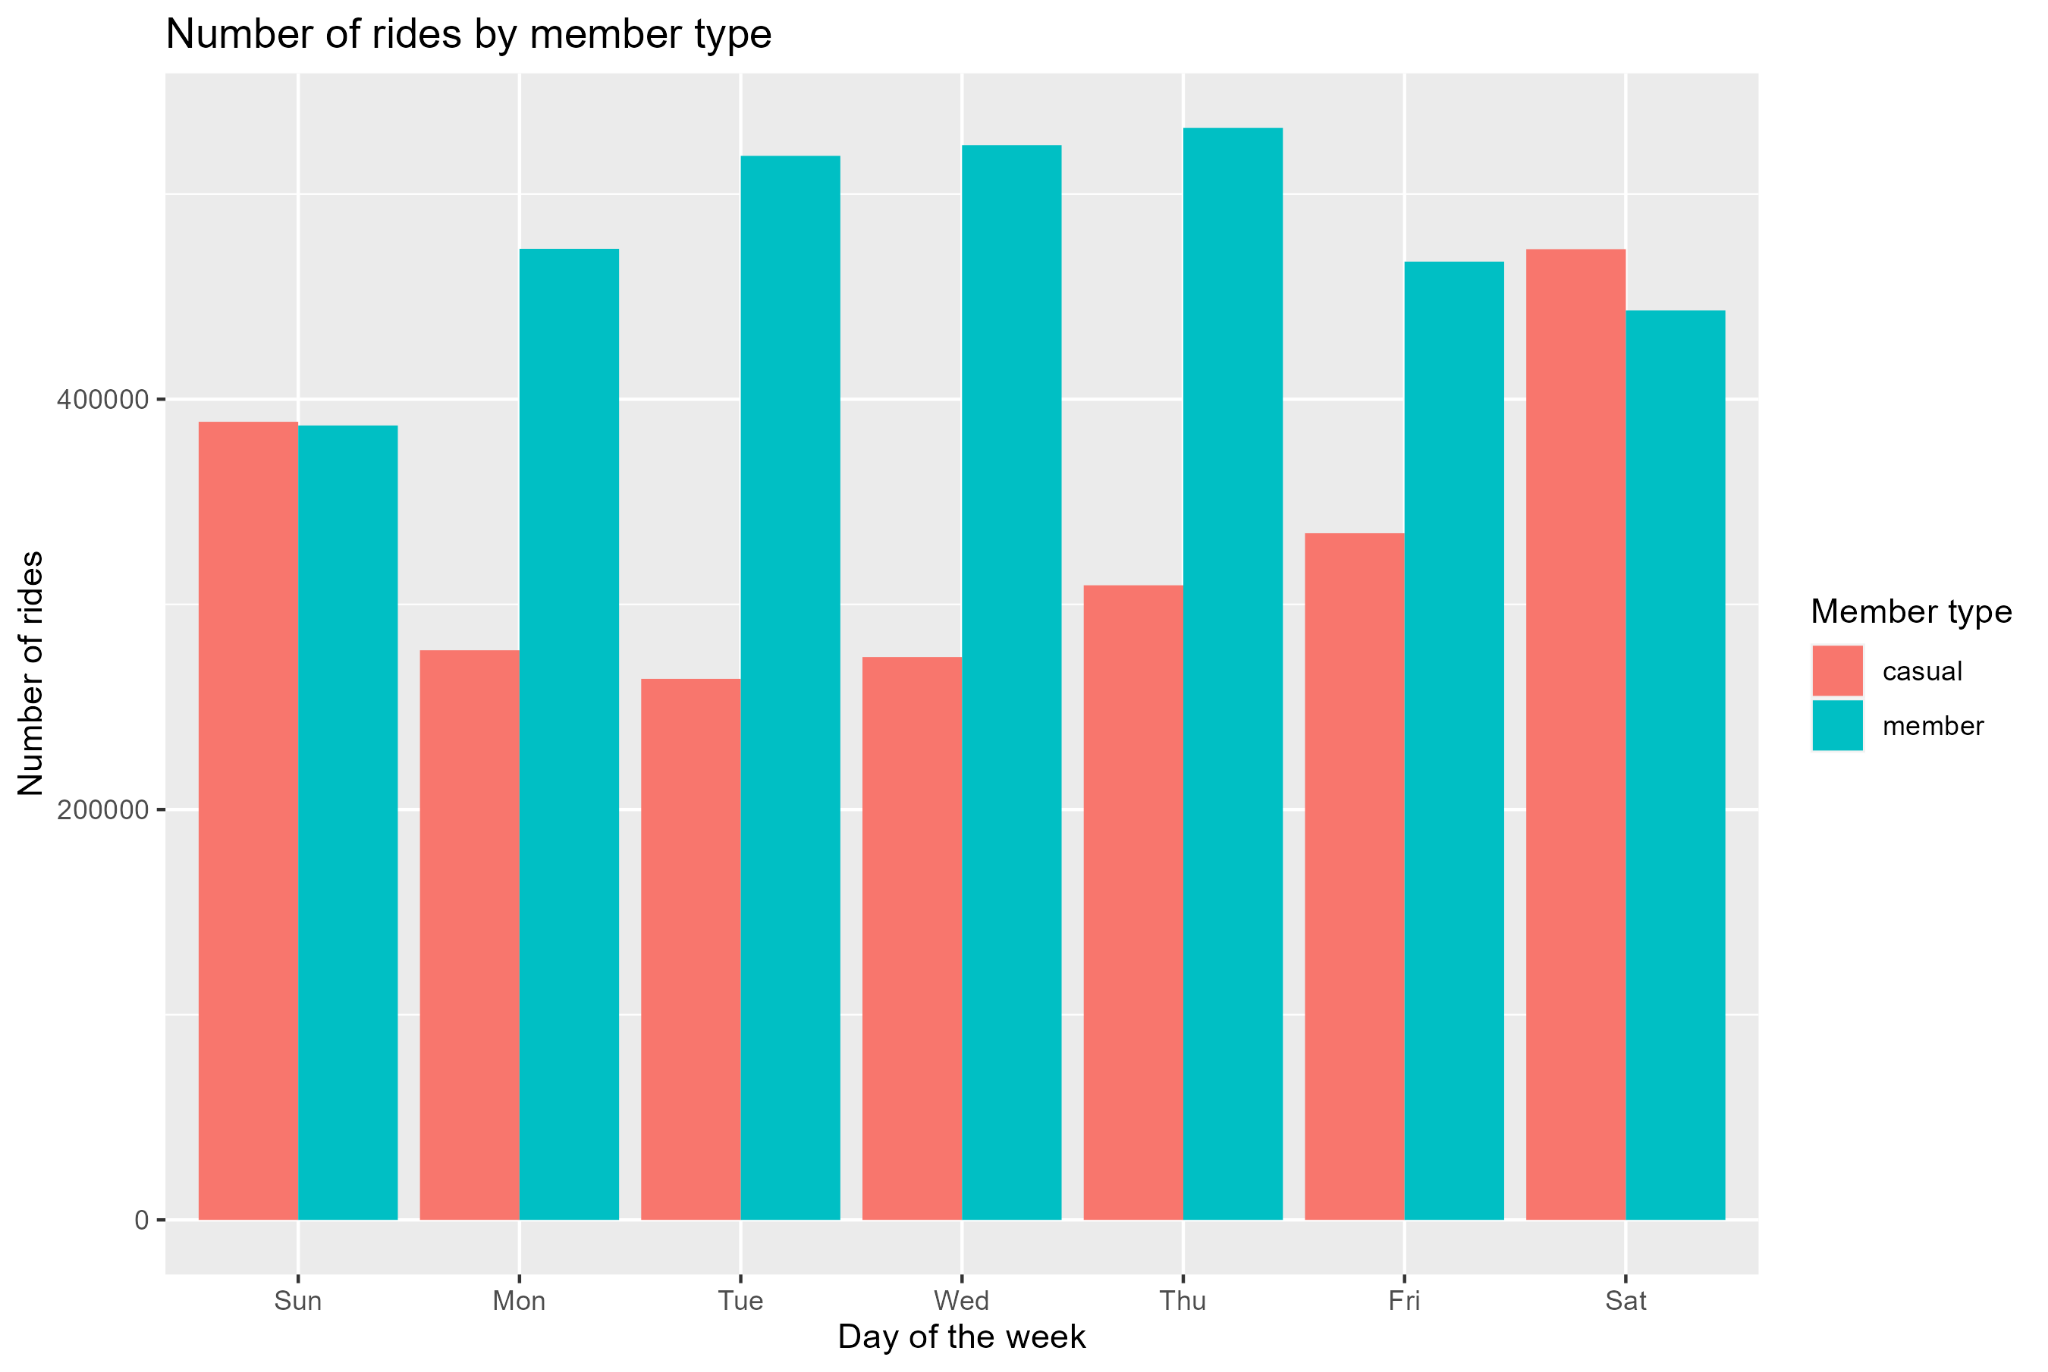 Number of rides by member type
Number of rides
400000
200000
0
Sun Mon Tue Wed Thu Fri Sat
Day of the week
Member type
casual
member